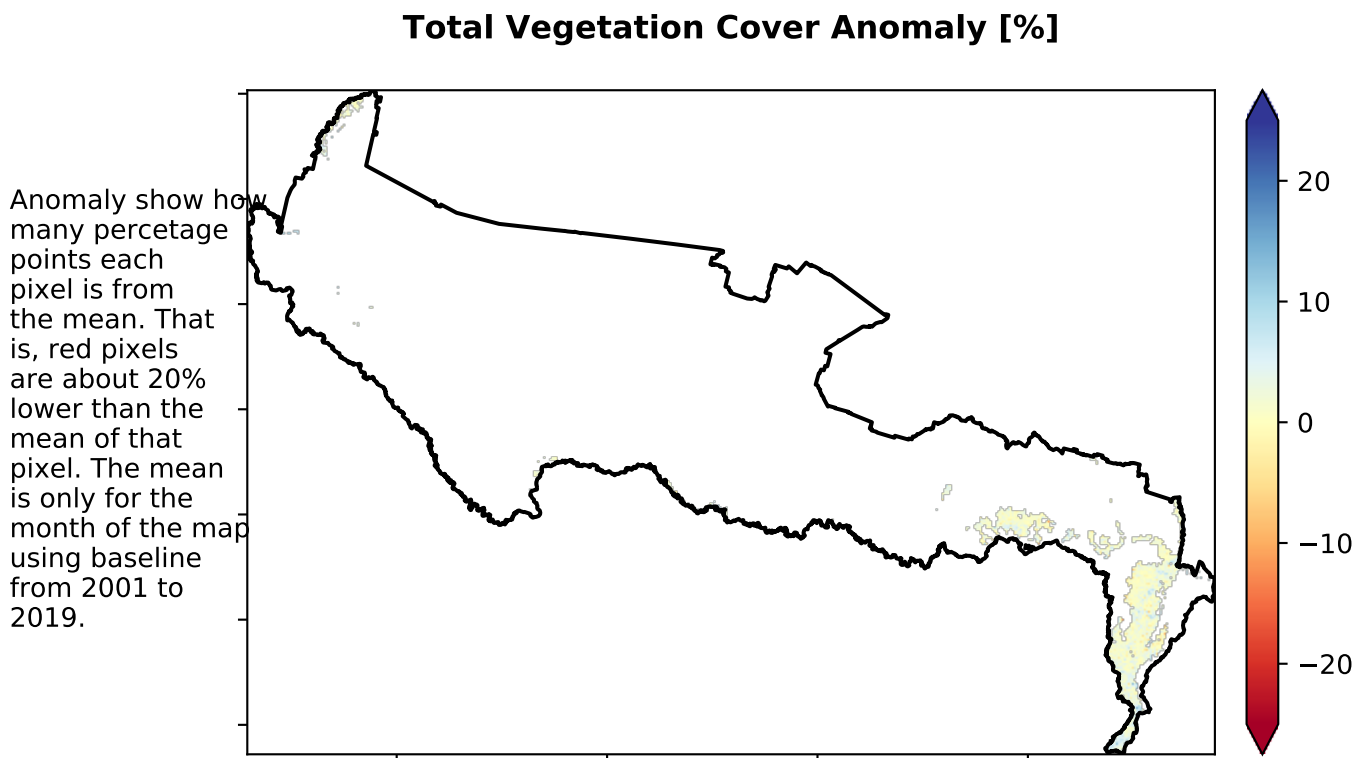 Total Vegetation Cover Anomaly [%]
Anomaly show how
many percetage
points each
pixel is from
the mean. That
is, red pixels
are about 20%
lower than the
mean of that
pixel. The mean
is only for the
month of the map
using baseline
from 2001 to
2019.
20
10
0
−10
−20